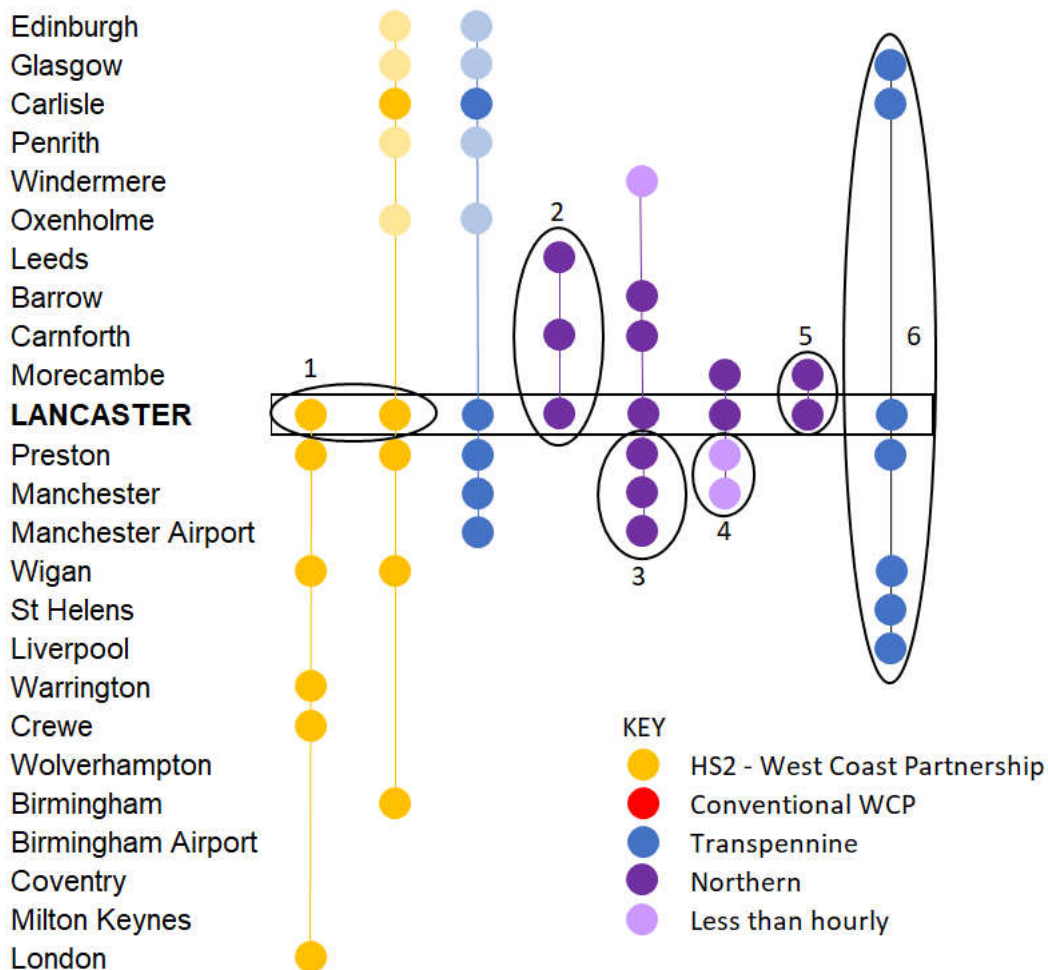 Edinburgh
Glasgow
Carlisle
Penrith
Windermere
Oxenholme
2
Leeds
Barrow
Carnforth
5
6
Morecambe
1
LANCASTER
Preston
Manchester
Manchester Airport
4
Wigan
3
St Helens
Liverpool
Warrington
Crewe
Wolverhampton
Birmingham
Birmingham Airport
Coventry
Milton Keynes
London
KEY
HS2 - West Coast Partnership
Conventional WCP
Transpennine
Northern
Less than hourly